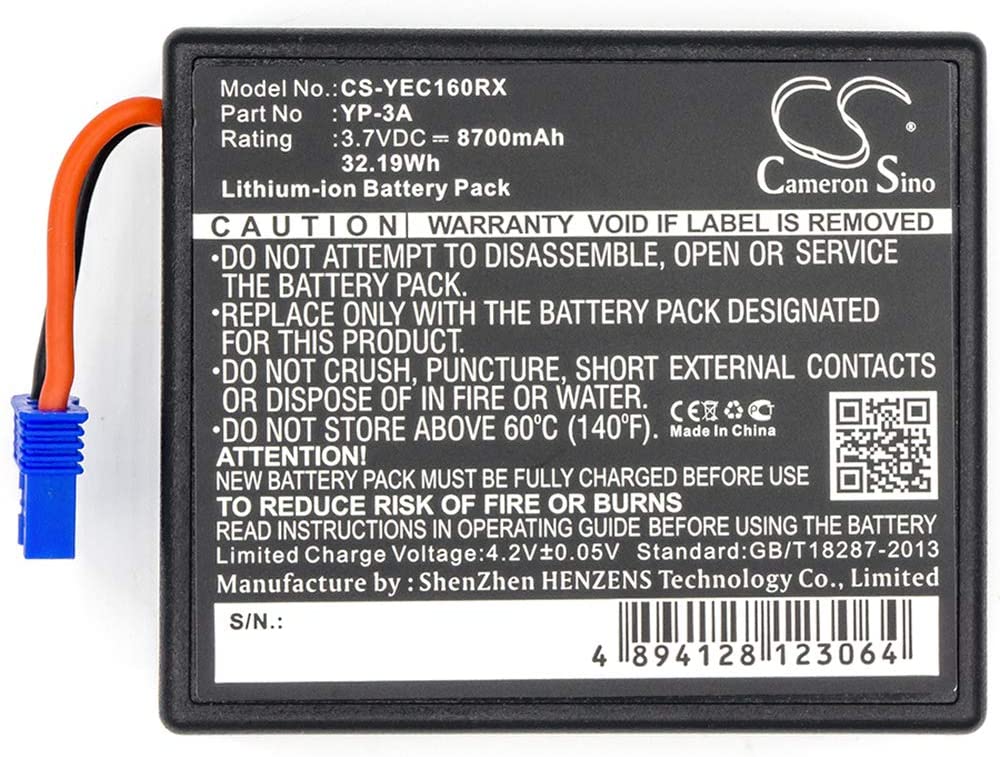 Model No.:CS-YEC160RX
Part No :YP-3A
Rating :3.7VDC ⎓ 8700mAh
32.19Wh
Lithium-ion Battery Pack
CS
®
Cameron Sino
CAUTION WARRANTY VOID IF LABEL IS REMOVED
•DO NOT ATTEMPT TO DISASSEMBLE, OPEN OR SERVICE
THE BATTERY PACK.
•REPLACE ONLY WITH THE BATTERY PACK DESIGNATED
FOR THIS PRODUCT.
•DO NOT CRUSH, PUNCTURE, SHORT EXTERNAL CONTACTS
OR DISPOSE OF IN FIRE OR WATER.
•DO NOT STORE ABOVE 60°C (140°F).
CE
Made In China
ATTENTION!
NEW BATTERY PACK MUST BE FULLY CHARGED BEFORE USE
TO REDUCE RISK OF FIRE OR BURNS
READ INSTRUCTIONS IN OPERATING GUIDE BEFORE USING THE BATTERY
Limited Charge Voltage:4.2V±0.05V Standard:GB/T18287-2013
Manufacture by : ShenZhen HENZENS Technology Co., Limited
S/N.:
4 894128 123064